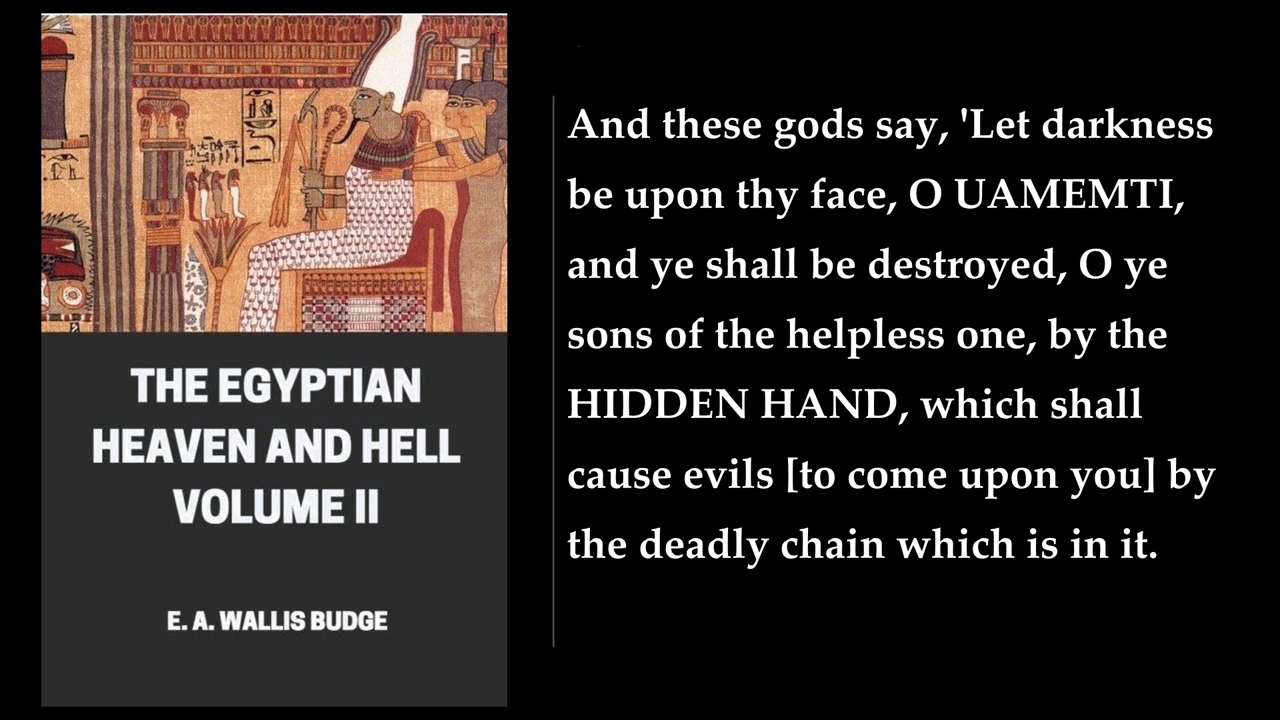 THE EGYPTIAN
HEAVEN AND HELL
VOLUME II
E. A. WALLIS BUDGE
And these gods say, 'Let darkness
be upon thy face, O UAMEMTI,
and ye shall be destroyed, O ye
sons of the helpless one, by the
HIDDEN HAND, which shall
cause evils [to come upon you] by
the deadly chain which is in it.